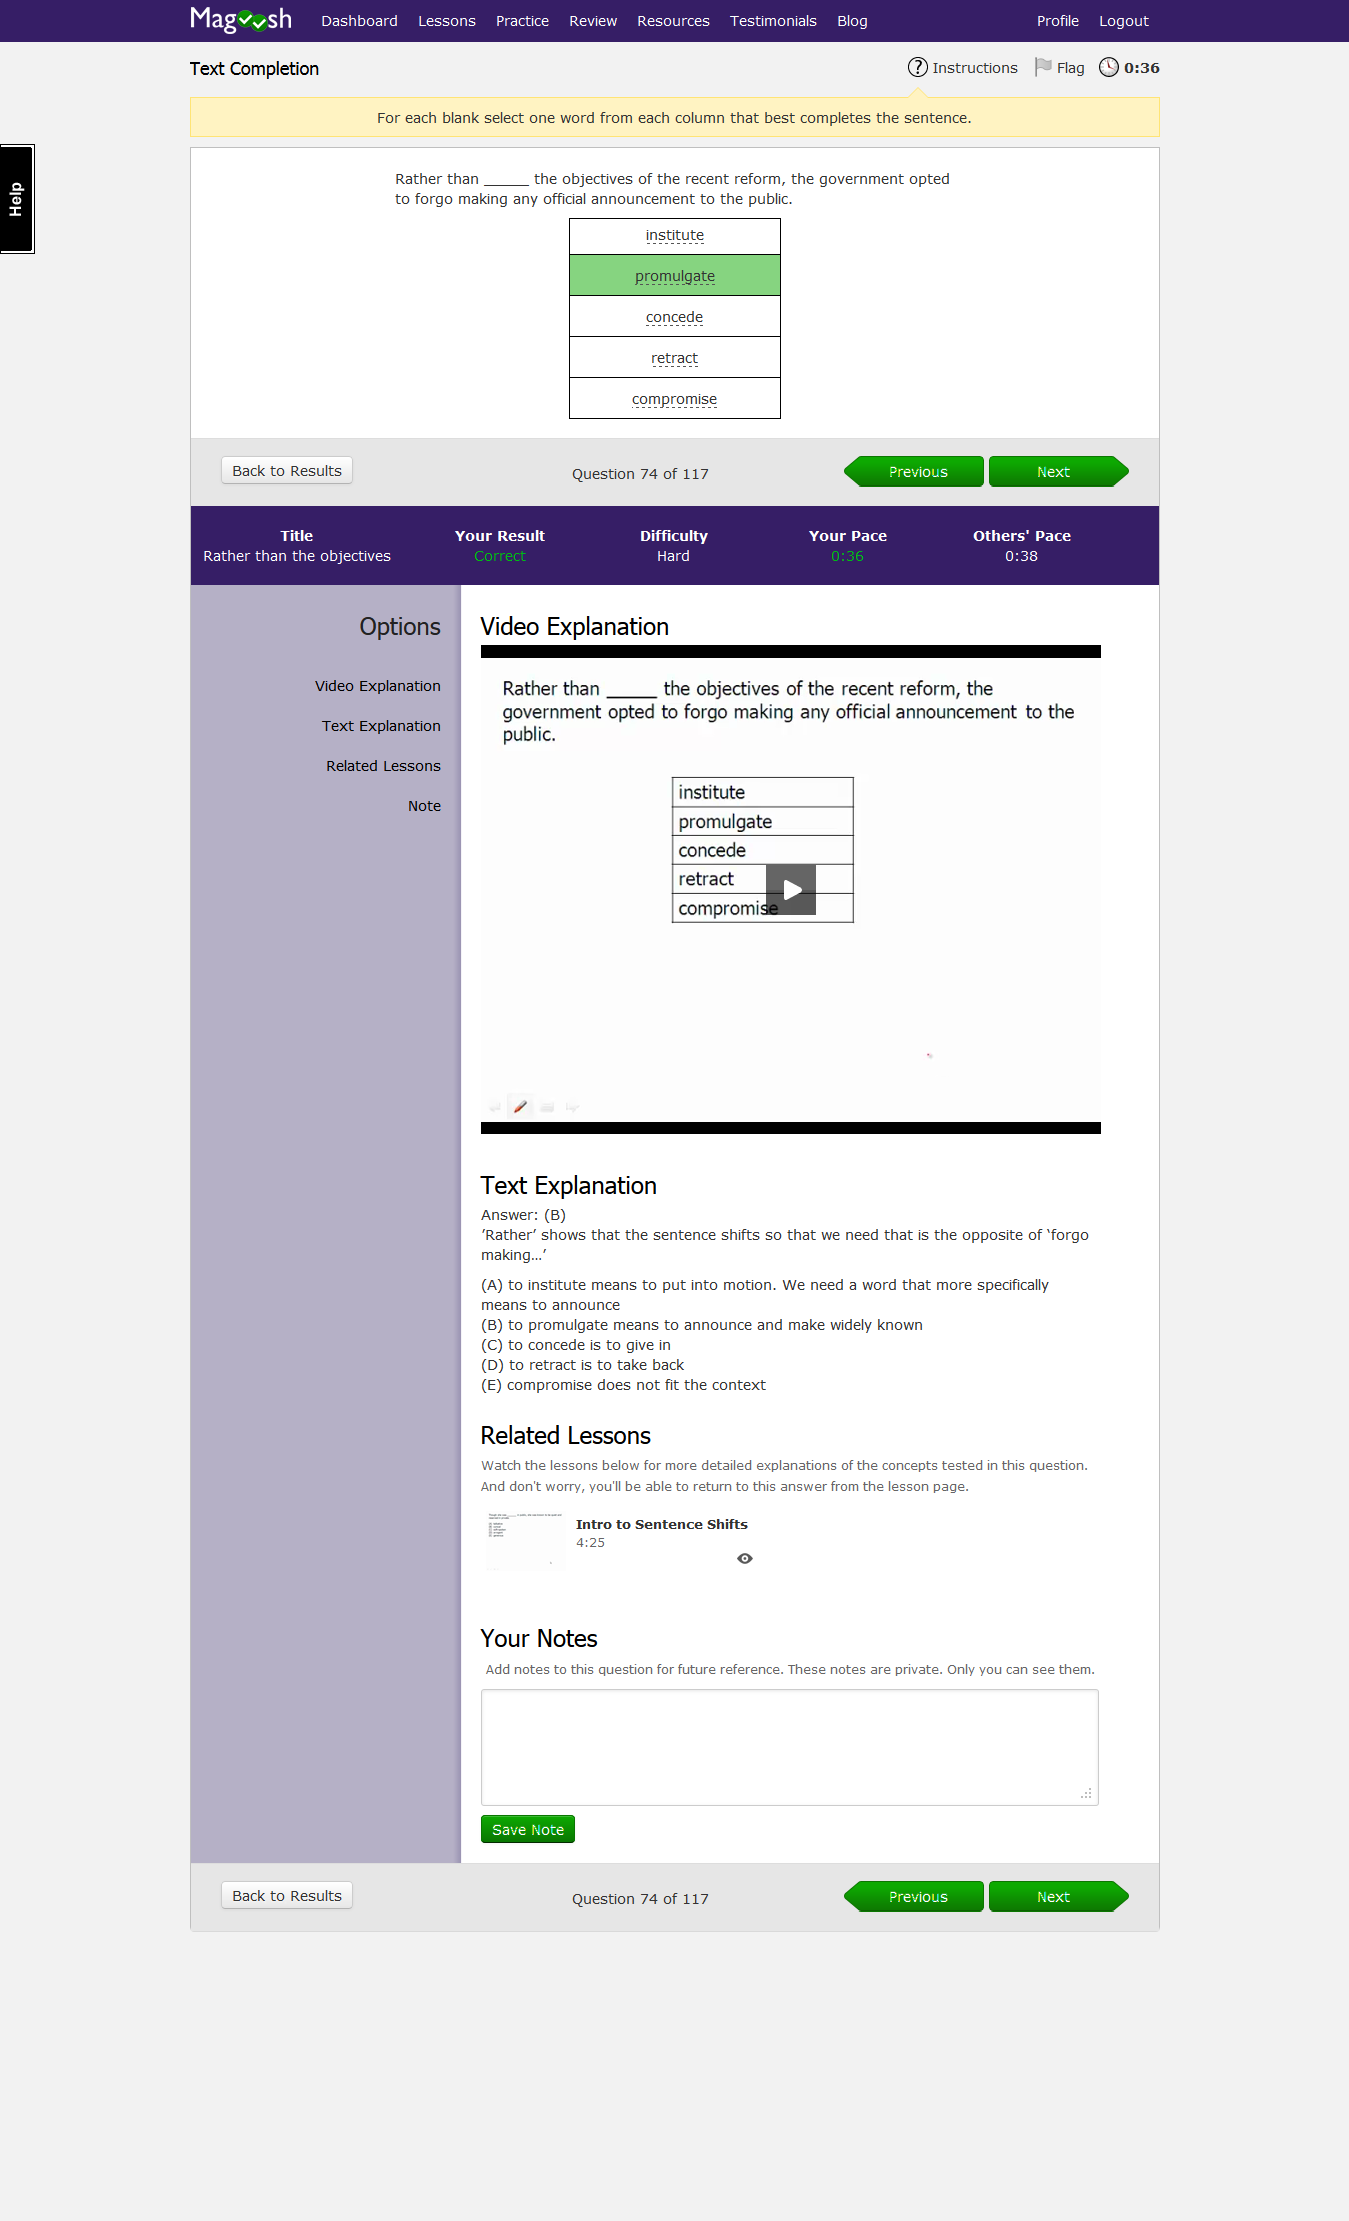 Magoosh Dashboard Lessons Practice Review Resources Testimonials Blog Profile Logout
Text Completion
Instructions Flag 0:36
For each blank select one word from each column that best completes the sentence.
Help
Rather than _____ the objectives of the recent reform, the government opted
to forgo making any official announcement to the public.
institute
promulgate
concede
retract
compromise
Back to Results Question 74 of 117 Previous Next
Title Your Result Difficulty Your Pace Others' Pace
Rather than the objectives Correct Hard 0:36 0:38
Options
Video Explanation
Text Explanation
Related Lessons
Note
Video Explanation
Rather than _____ the objectives of the recent reform, the
government opted to forgo making any official announcement to the
public.
institute
promulgate
concede
retract
compromise
Text Explanation
Answer: (B)
’Rather’ shows that the sentence shifts so that we need that is the opposite of ‘forgo
making...’
(A) to institute means to put into motion. We need a word that more specifically
means to announce
(B) to promulgate means to announce and make widely known
(C) to concede is to give in
(D) to retract is to take back
(E) compromise does not fit the context
Related Lessons
Watch the lessons below for more detailed explanations of the concepts tested in this question.
And don't worry, you'll be able to return to this answer from the lesson page.
Intro to Sentence Shifts
4:25
Your Notes
Add notes to this question for future reference. These notes are private. Only you can see them.
Save Note
Back to Results Question 74 of 117 Previous Next